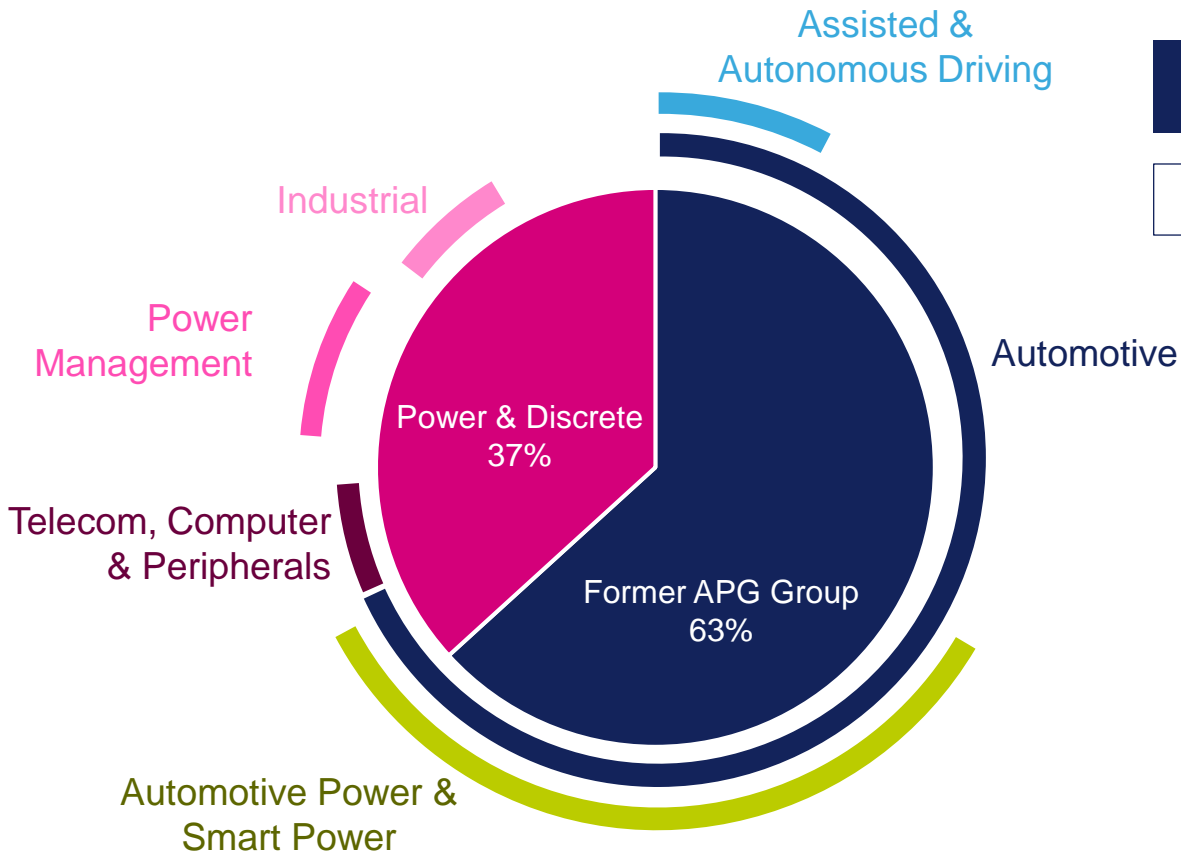 Assisted &
Autonomous Driving
Industrial
Power
Management
Automotive
Power & Discrete
37%
Telecom, Computer
& Peripherals
Former APG Group
63%
Automotive Power &
Smart Power